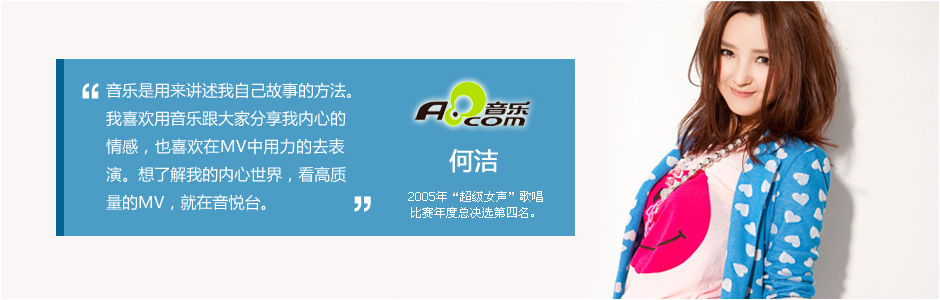 “音乐是用来讲述我自己故事的方法。
我喜欢用音乐跟大家分享我内心的
情感，也喜欢在MV中用力的去表
演。想了解我的内心世界，看高质
量的MV，就在音悦台。”
A8音乐
.com
何洁
2005年“超级女声”歌唱
比赛年度总决选第四名。